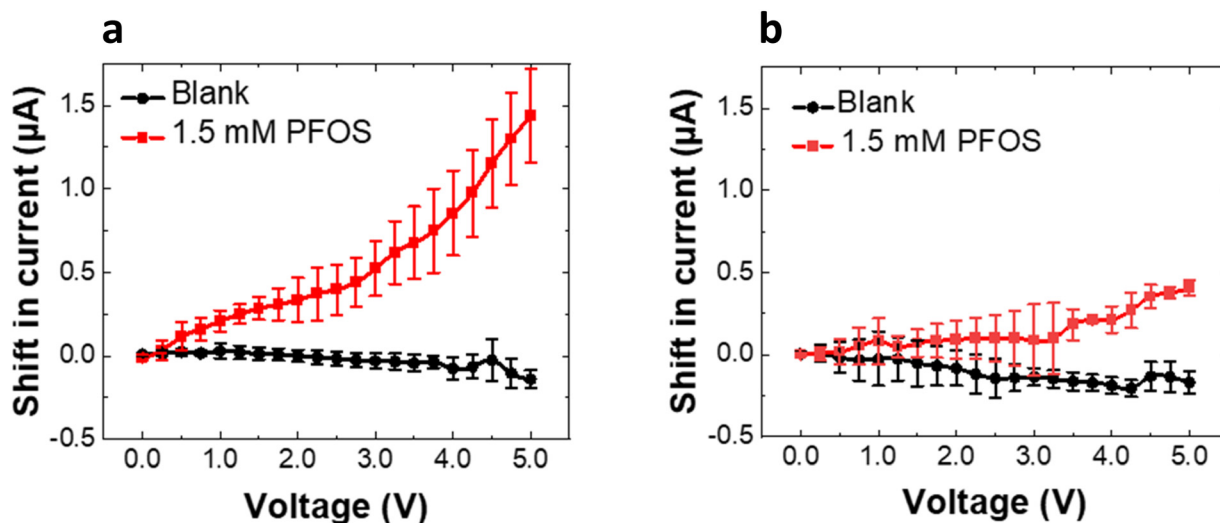 a
Shift in current (µA)
1.5
1.0
0.5
0.0
-0.5
Blank
1.5 mM PFOS
0.0 1.0 2.0 3.0 4.0 5.0
Voltage (V)
b
Shift in current (µA)
1.5
1.0
0.5
0.0
-0.5
Blank
1.5 mM PFOS
0.0 1.0 2.0 3.0 4.0 5.0
Voltage (V)